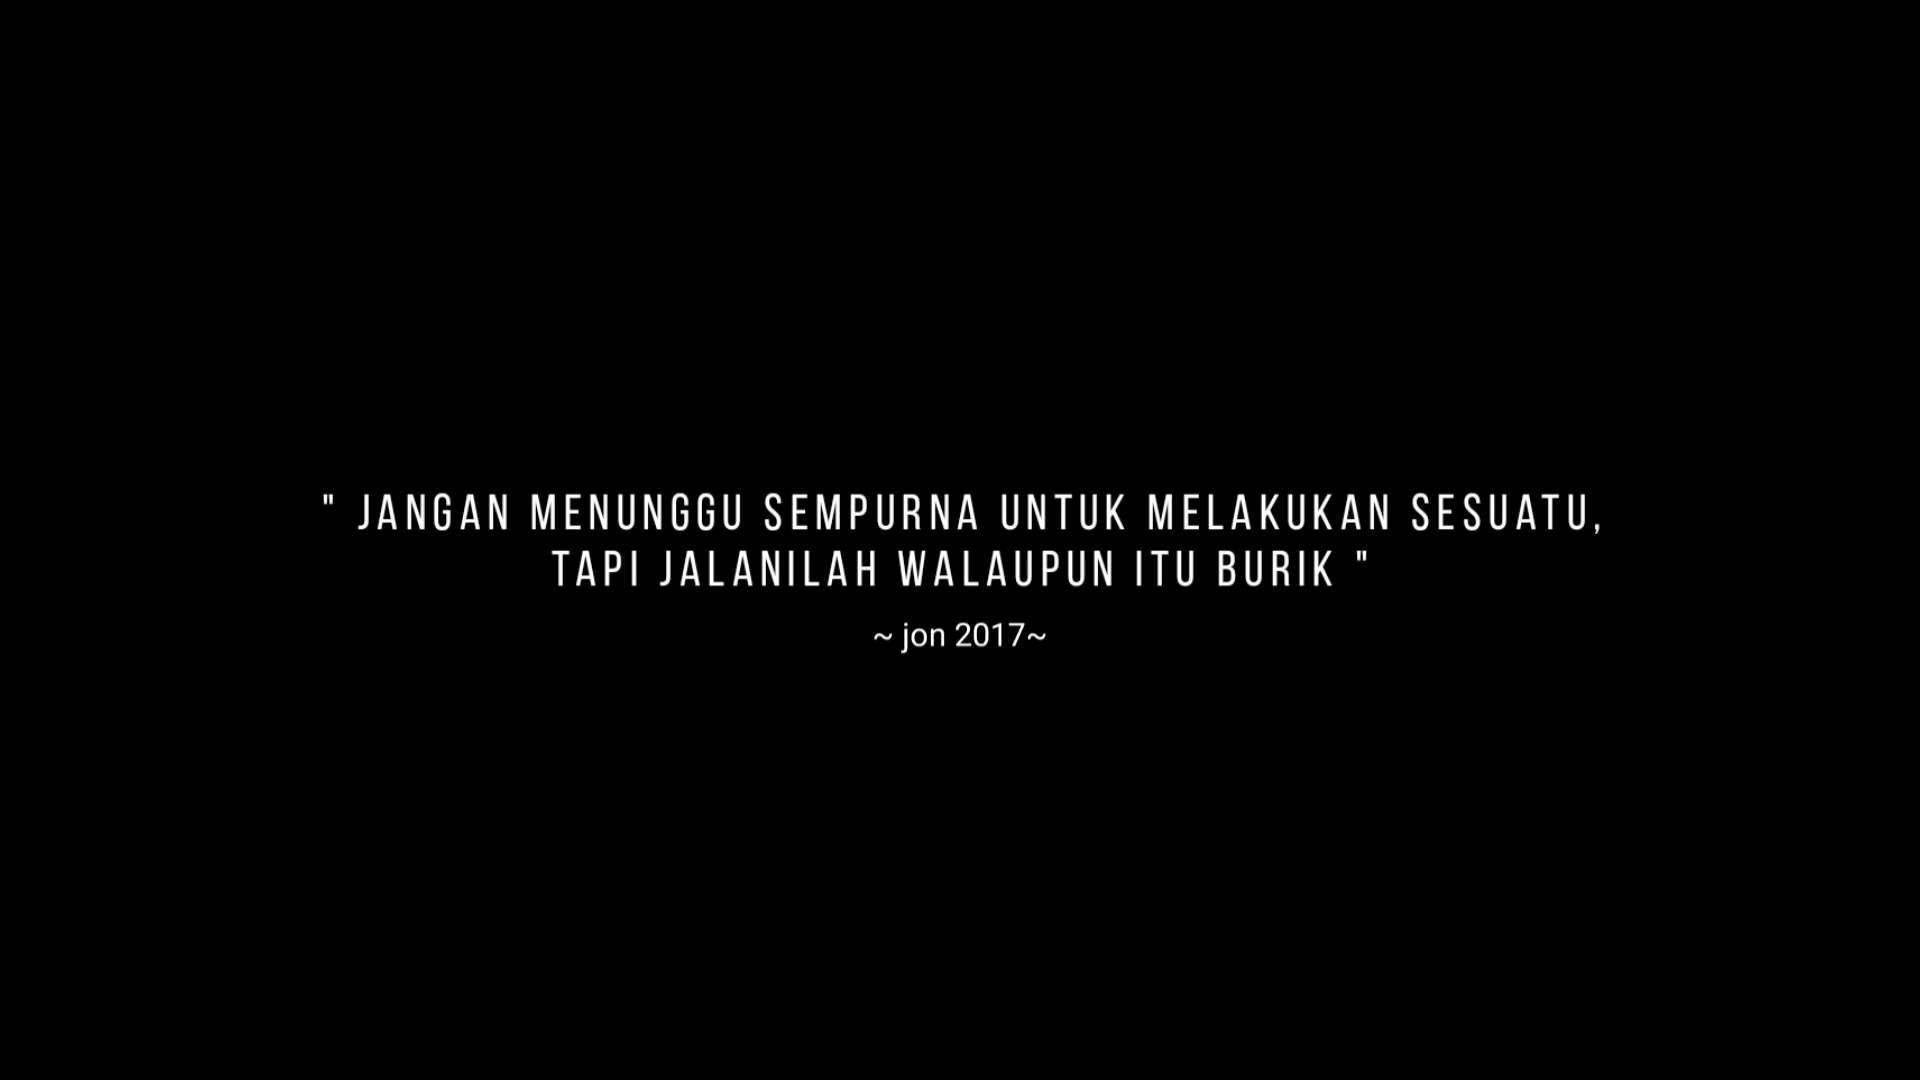 " JANGAN MENUNGGU SEMPURNA UNTUK MELAKUKAN SESUATU,
TAPI JALANILAH WALAUPUN ITU BURIK "
~ jon 2017~